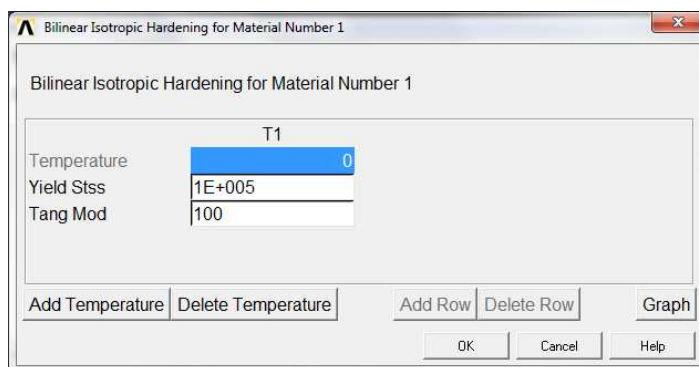 Bilinear Isotropic Hardening for Material Number 1
Bilinear Isotropic Hardening for Material Number 1
T1
Temperature 0
Yield Stss 1E+005
Tang Mod 100
Add Temperature Delete Temperature Add Row Delete Row Graph
OK Cancel Help